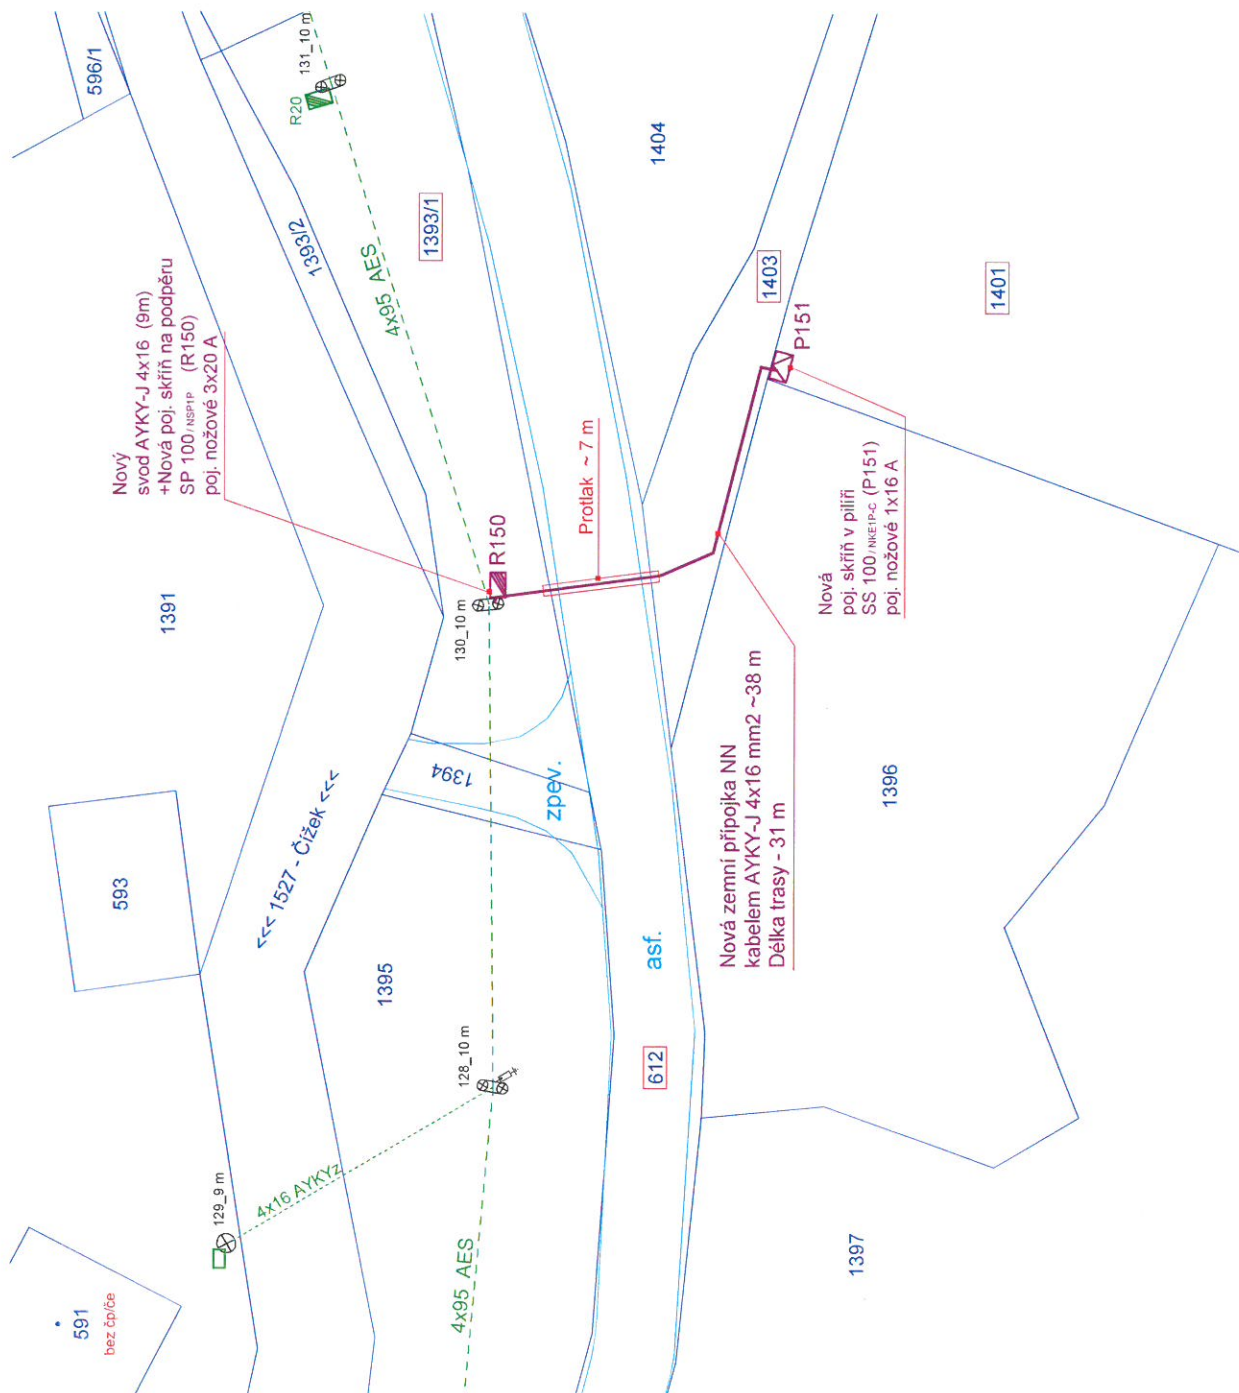 596/1
131_10 m
R20
1393/2
4x95 AES
1393/1
1404
1403
1401
P151
Nový
svod AYKY-J 4x16 (9m)
+Nová poj. skříň na podpěru
SP 100/NSP1P (R150)
poj. nožové 3x20 A
R150
Protlak ~ 7 m
130_10 m
1391
Nová
poj. skříň v pilíři
SS 100/NKE1P-C (P151)
poj. nožové 1x16 A
Nová zemní přípojka NN
kabelem AYKY-J 4x16 mm2 ~38 m
Délka trasy - 31 m
1394
zpev.
1396
<<< 1527 - Čížek <<<
593
1395
asf.
612
128_10 m
129_9 m
4x16 AYKYz
4x95 AES
1397
591
bez čp/če